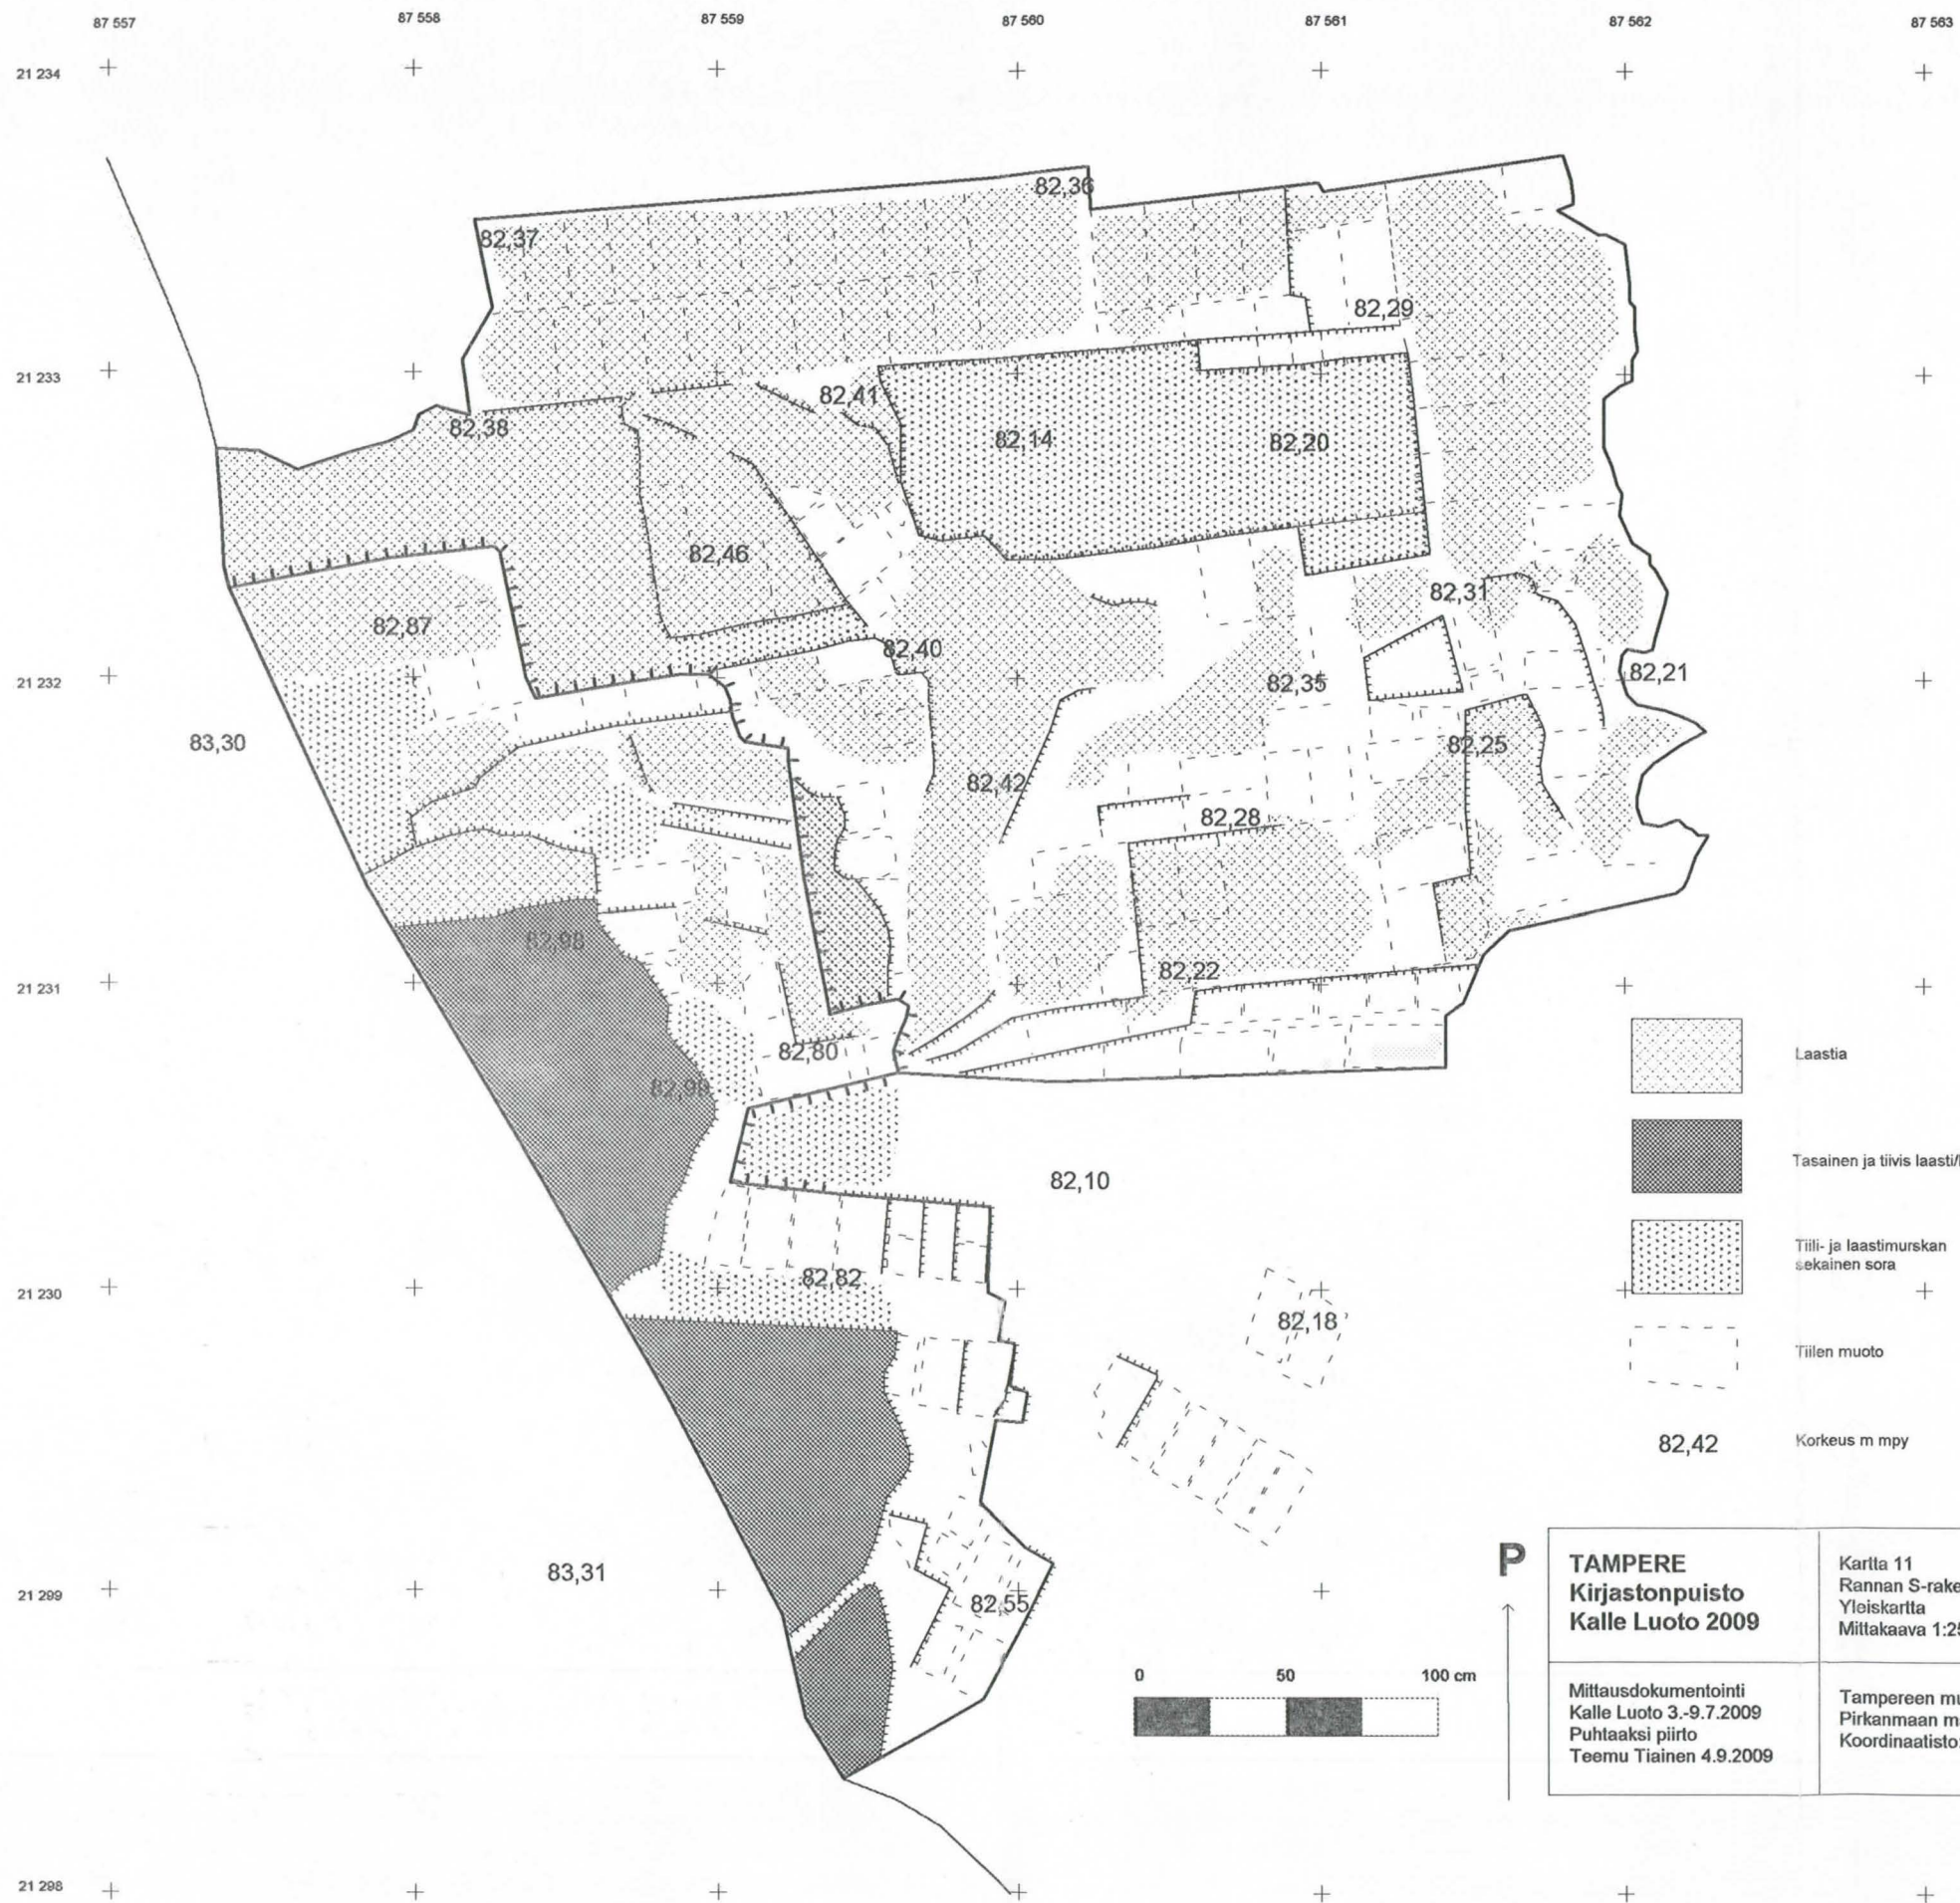 87 557
87 558
87 559
87 560
87 561
87 562
87 563
21 234
82,36
82,37
82,29
21 233
82,41
82,38
82,14
82,20
82,46
82,31
82,87
82,40
21 232
82,35
82,21
83,30
82,25
82,42
82,28
82,98
82,22
21 231
82,80
Laastia
82,98
Tasainen ja tiivis laasti/
82,10
Tiili- ja laastimurskan
sekainen sora
82,82
21 230
82,18
Tiilen muoto
82,42
Korkeus m mpy
83,31
21 299
82,55
P
TAMPERE
Kirjastonpuisto
Kalle Luoto 2009
Kartta 11
Rannan S-rake
Yleiskartta
Mittakaava 1:25
0
50
100 cm
Mittausdokumentointi
Kalle Luoto 3.-9.7.2009
Puhtaaksi piirto
Teemu Tiainen 4.9.2009
Tampereen mu
Pirkanmaan m
Koordinaatisto:
21 298